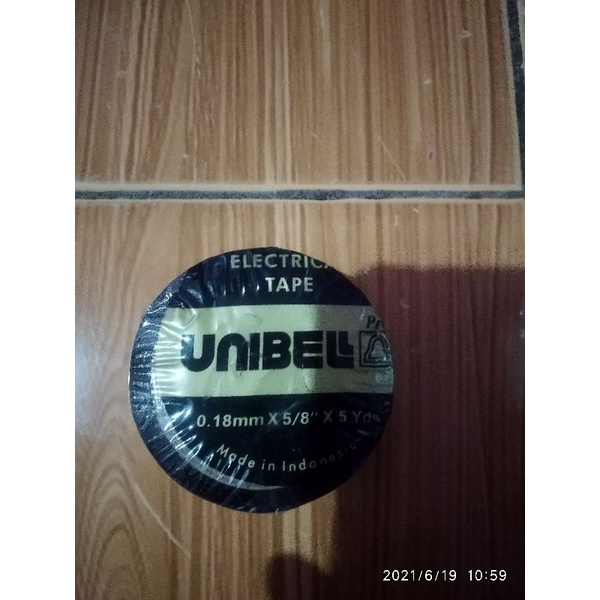 ELECTRICAL
TAPE
UNIBELL
0.18mm X 5/8" X 5 Yds
Made in Indonesia
2021/6/19 10:59